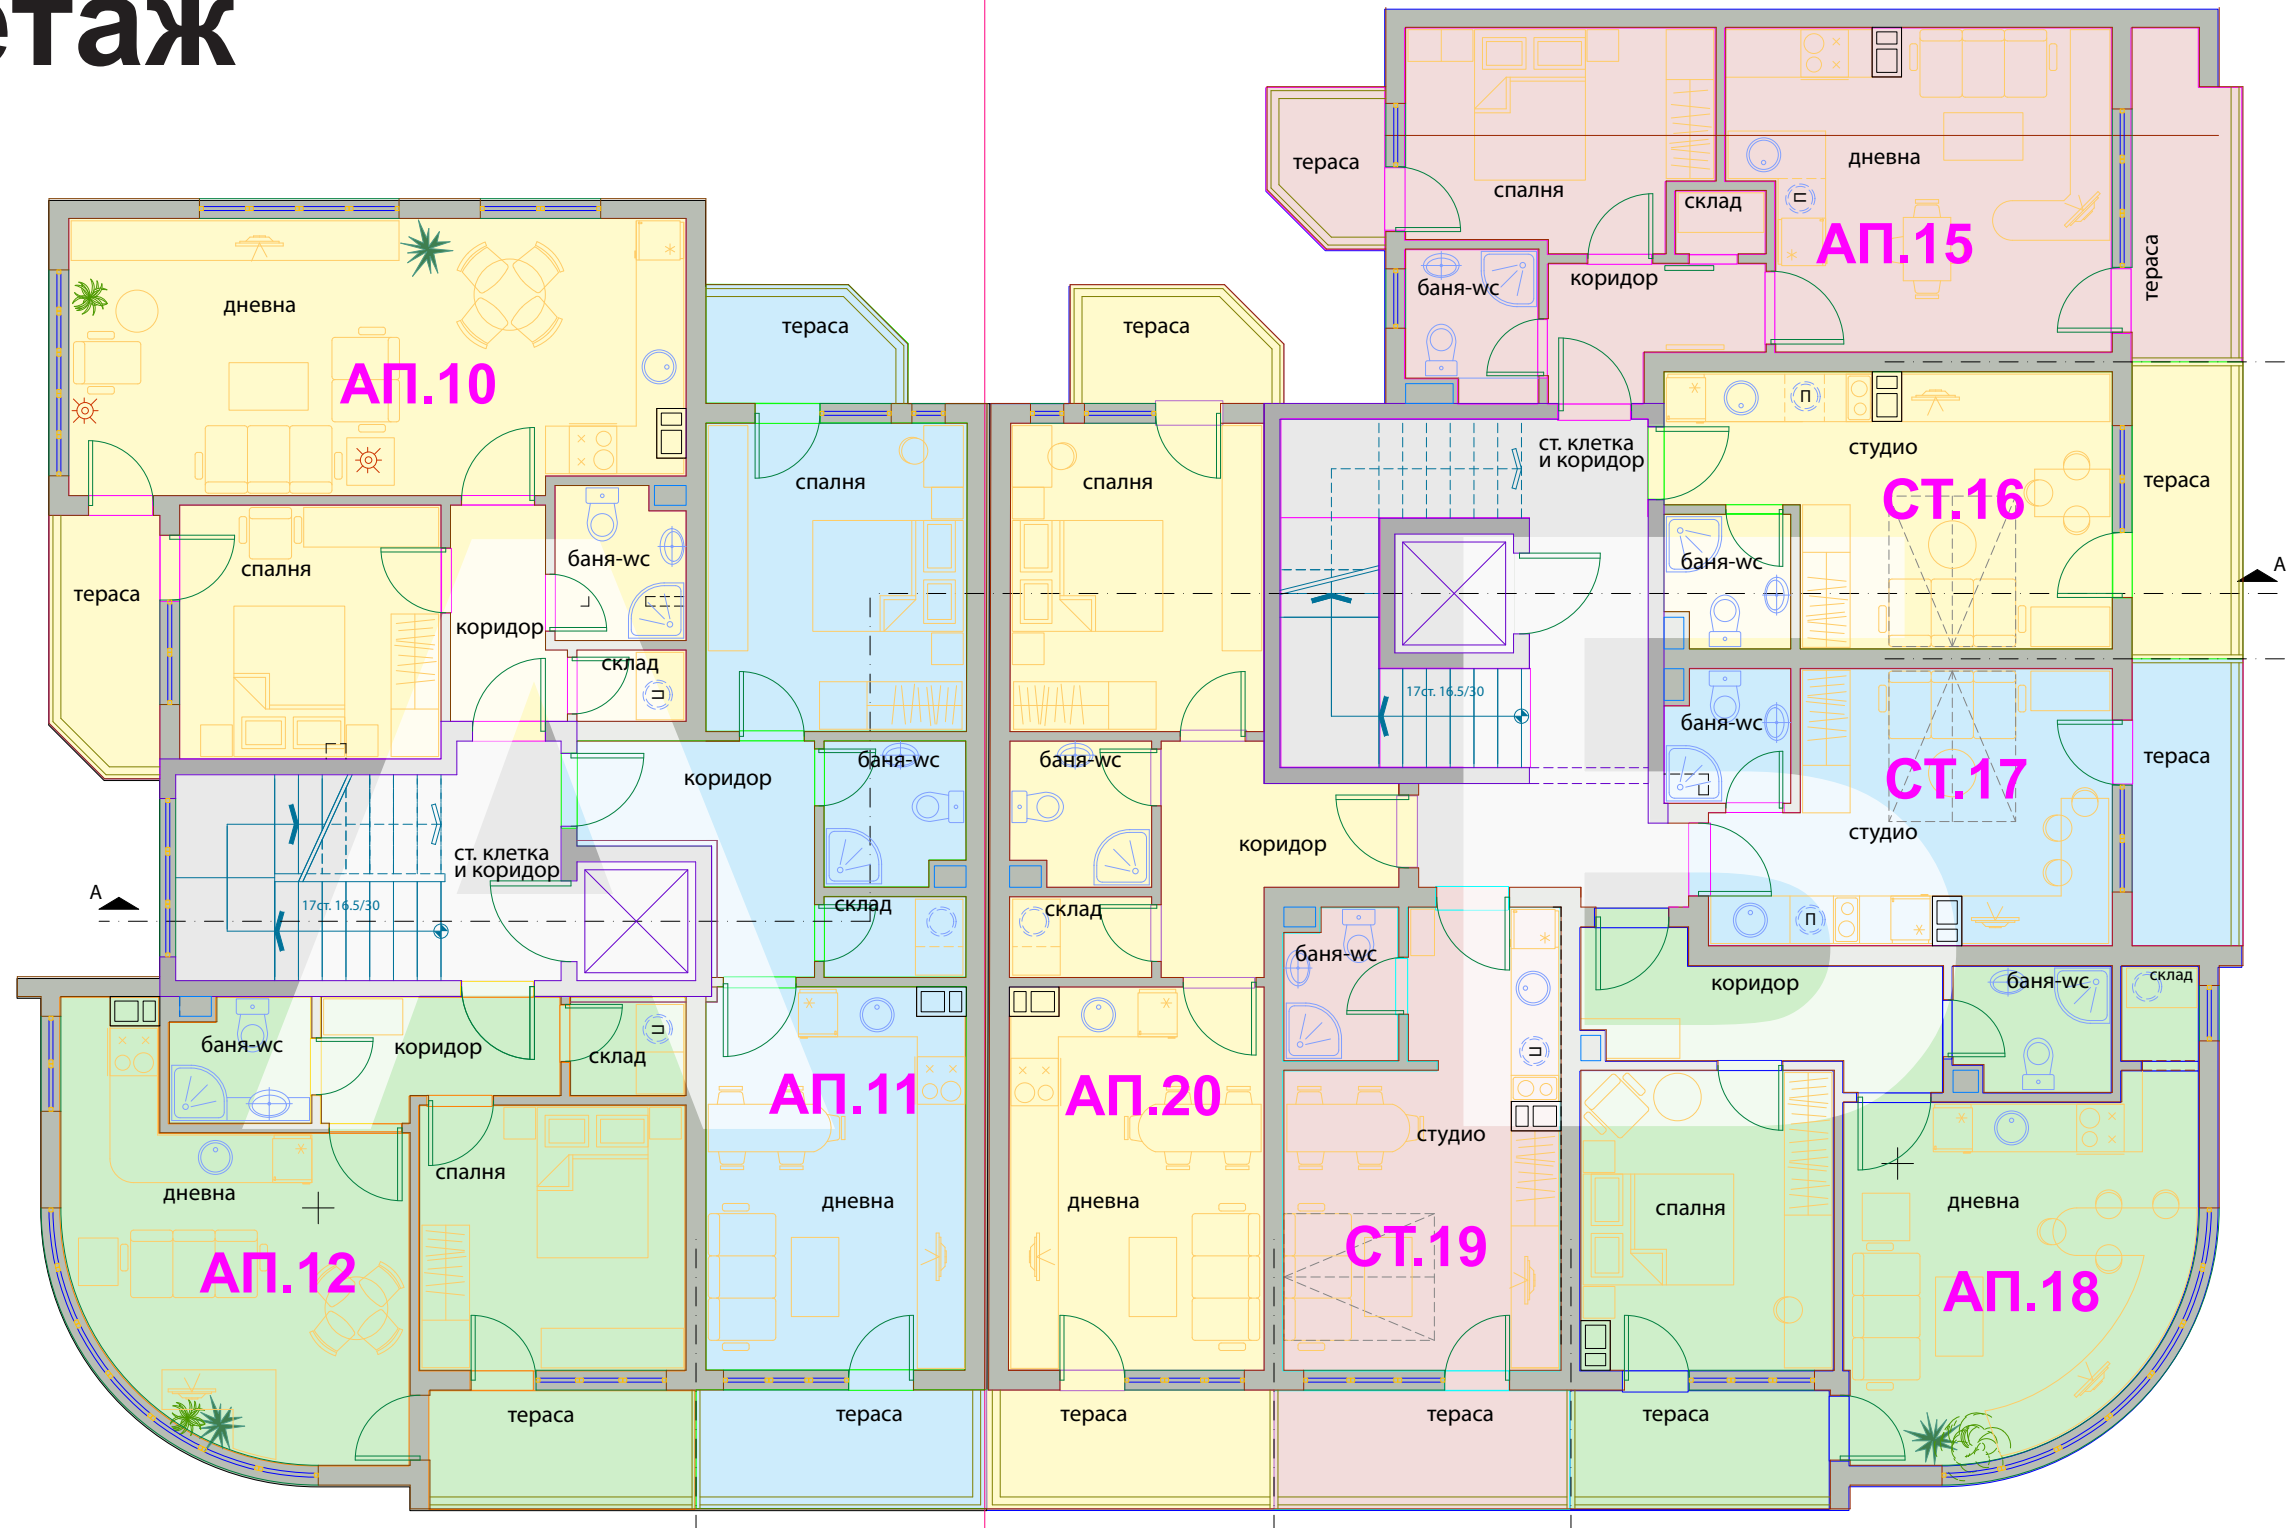 етаж
тераса
спалня
дневна
склад
АП.15
тераса
баня-wc
коридор
П
дневна
АП.10
тераса
тераса
ст. клетка
и коридор
студио
П
СТ.16
тераса
спалня
спалня
баня-wc
спалня
баня-wc
A
тераса
коридор
склад
П
17ст. 16.5/30
баня-wc
тераса
коридор
баня-wc
баня-wc
СТ.17
студио
ст. клетка
и коридор
коридор
A
17ст. 16.5/30
склад
склад
П
баня-wc
коридор
баня-wc
склад
баня-wc
коридор
склад
П
П
АП.11
АП.20
студио
спалня
дневна
дневна
дневна
спалня
дневна
АП.12
СТ.19
АП.18
тераса
тераса
тераса
тераса
тераса
А
Б